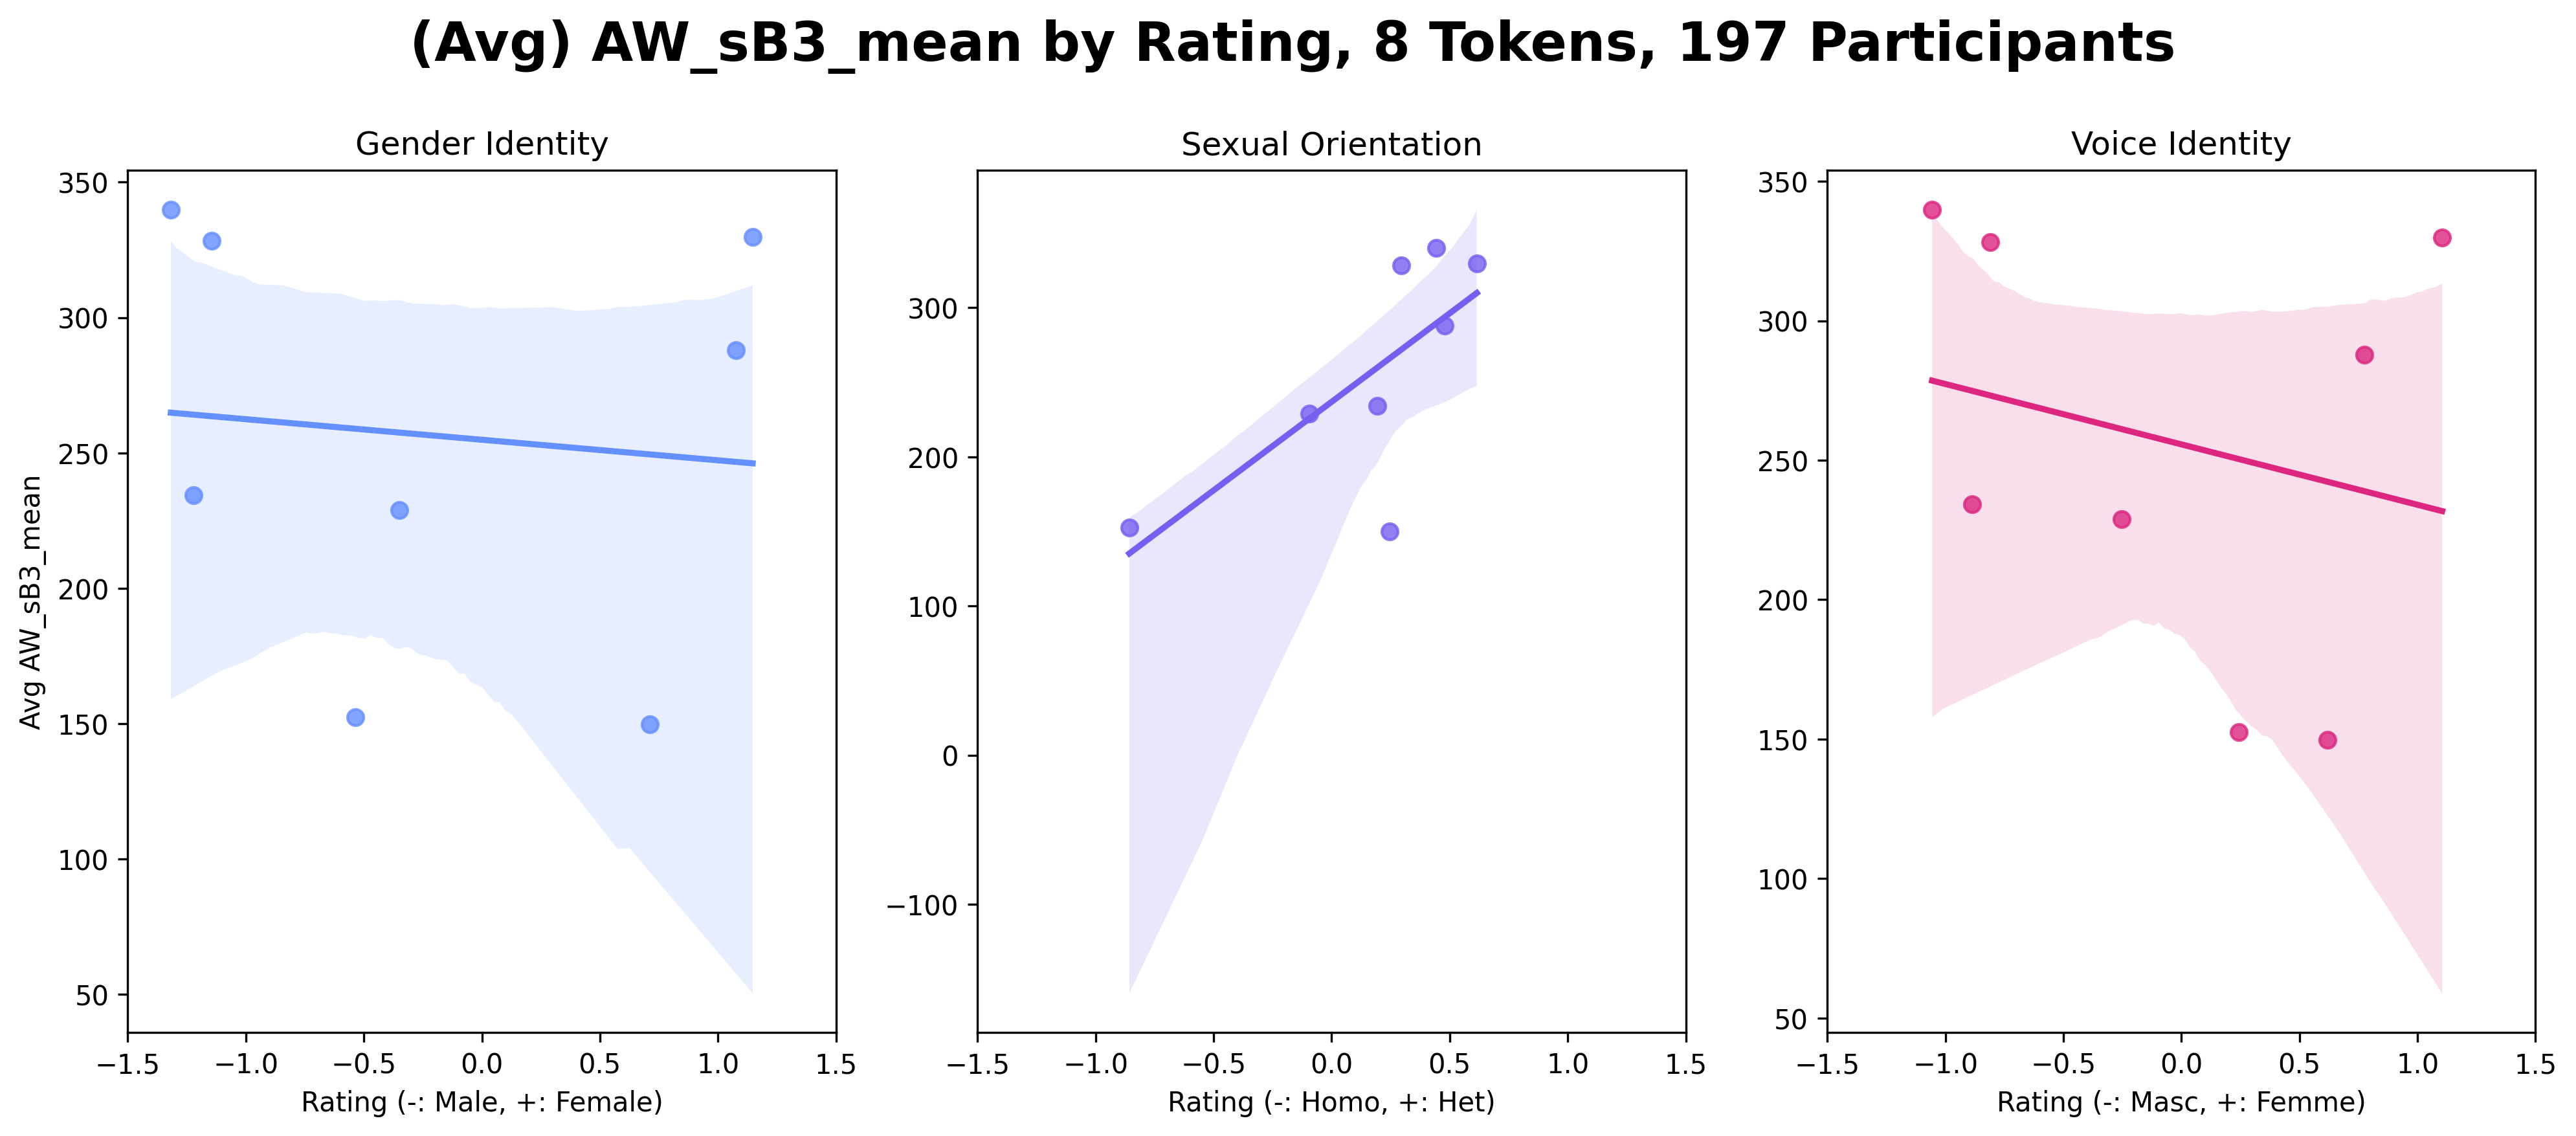 (Avg) AW_sB3_mean by Rating, 8 Tokens, 197 Participants
Gender Identity
350
300
250
200
150
100
50
Avg AW_sB3_mean
−1.5 −1.0 −0.5 0.0 0.5 1.0 1.5
Rating (-: Male, +: Female)
Sexual Orientation
300
200
100
0
−100
−1.5 −1.0 −0.5 0.0 0.5 1.0 1.5
Rating (-: Homo, +: Het)
Voice Identity
350
300
250
200
150
100
50
−1.5 −1.0 −0.5 0.0 0.5 1.0 1.5
Rating (-: Masc, +: Femme)